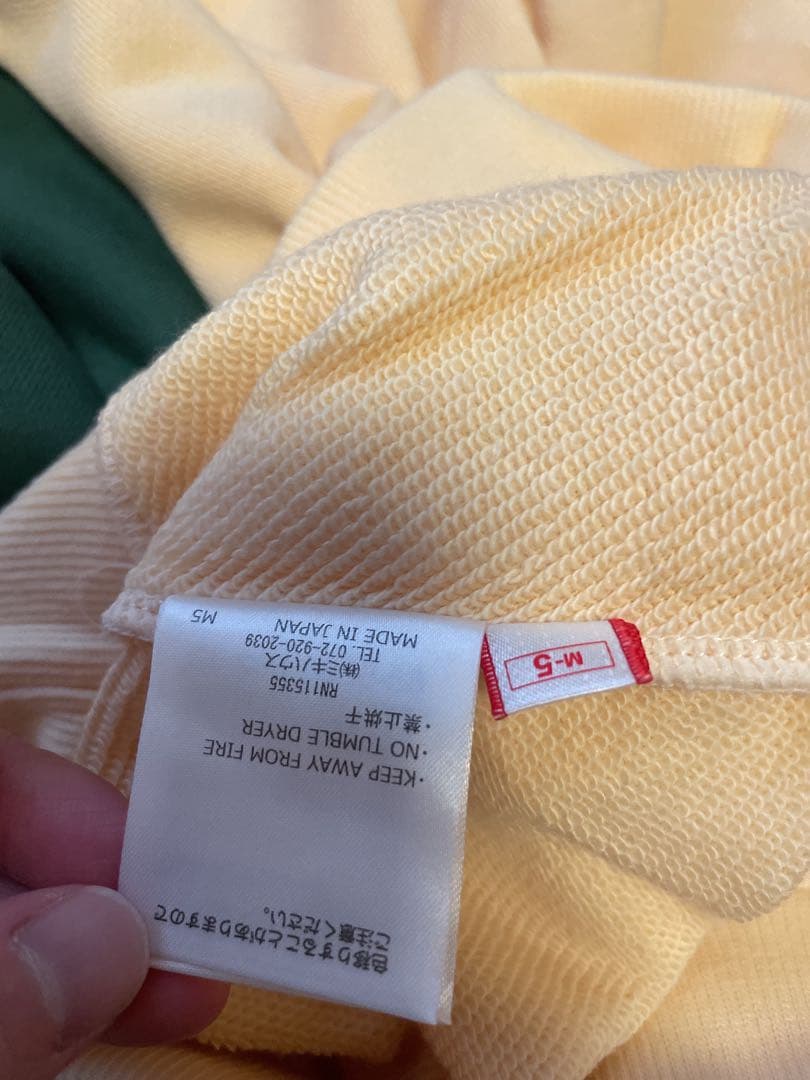 色移りすることがありますので
ご注意ください。
・KEEP AWAY FROM FIRE
・NO TUMBLE DRYER
・禁止烘干
RN115355
㈱ミキハウス
TEL. 072-920-2039
MADE IN JAPAN
M5
M-5